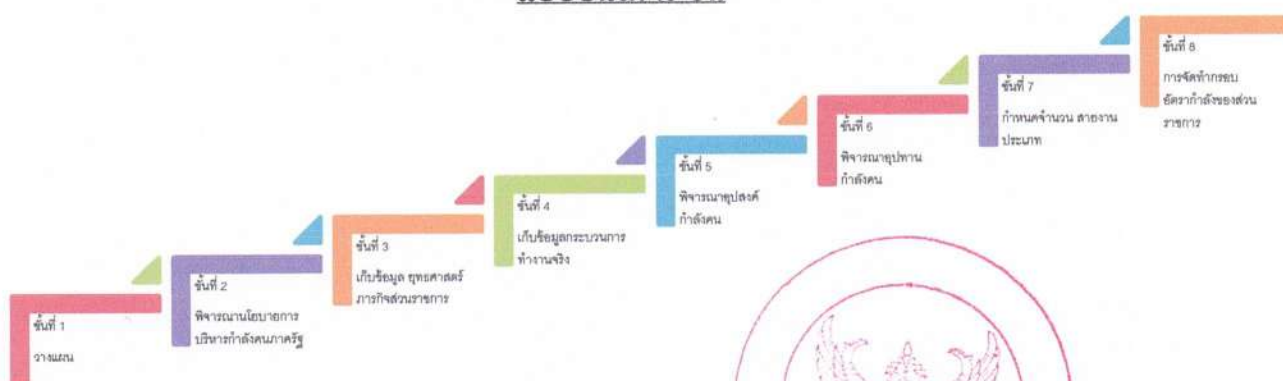 ขั้นที่ 1
วางแผน
ขั้นที่ 2
พิจารณานโยบายการ
บริหารกำลังคนภาครัฐ
ขั้นที่ 3
เก็บข้อมูล ยุทธศาสตร์
ภารกิจส่วนราชการ
ขั้นที่ 4
เก็บข้อมูลกระบวนการ
ทำงานจริง
ขั้นที่ 5
พิจารณาอุปสงค์
กำลังคน
ขั้นที่ 6
พิจารณาอุปทาน
กำลังคน
ขั้นที่ 7
กำหนดจำนวน สายงาน
ประเภท
ขั้นที่ 8
การจัดทำกรอบ
อัตรากำลังของส่วน
ราชการ